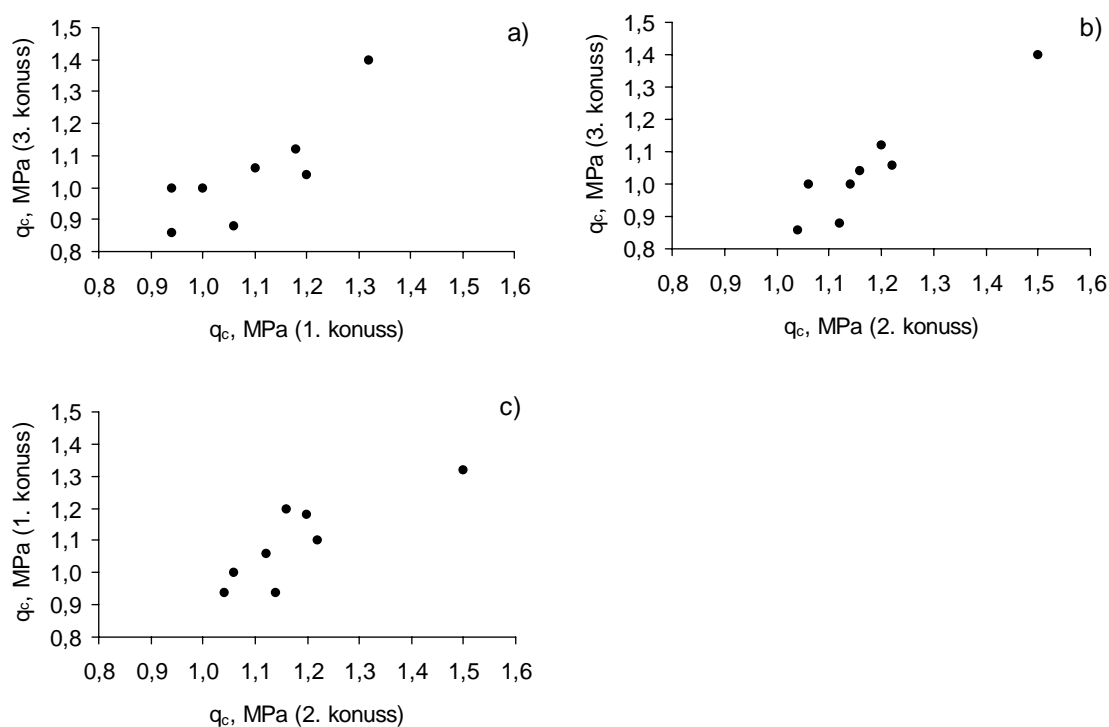 a)
qc, MPa (3. konuss)
1,5
1,4
1,3
1,2
1,1
1,0
0,9
0,8
0,8 0,9 1,0 1,1 1,2 1,3 1,4 1,5 1,6
qc, MPa (1. konuss)
b)
qc, MPa (3. konuss)
1,5
1,4
1,3
1,2
1,1
1,0
0,9
0,8
0,8 0,9 1,0 1,1 1,2 1,3 1,4 1,5 1,6
qc, MPa (2. konuss)
c)
qc, MPa (1. konuss)
1,5
1,4
1,3
1,2
1,1
1,0
0,9
0,8
0,8 0,9 1,0 1,1 1,2 1,3 1,4 1,5 1,6
qc, MPa (2. konuss)